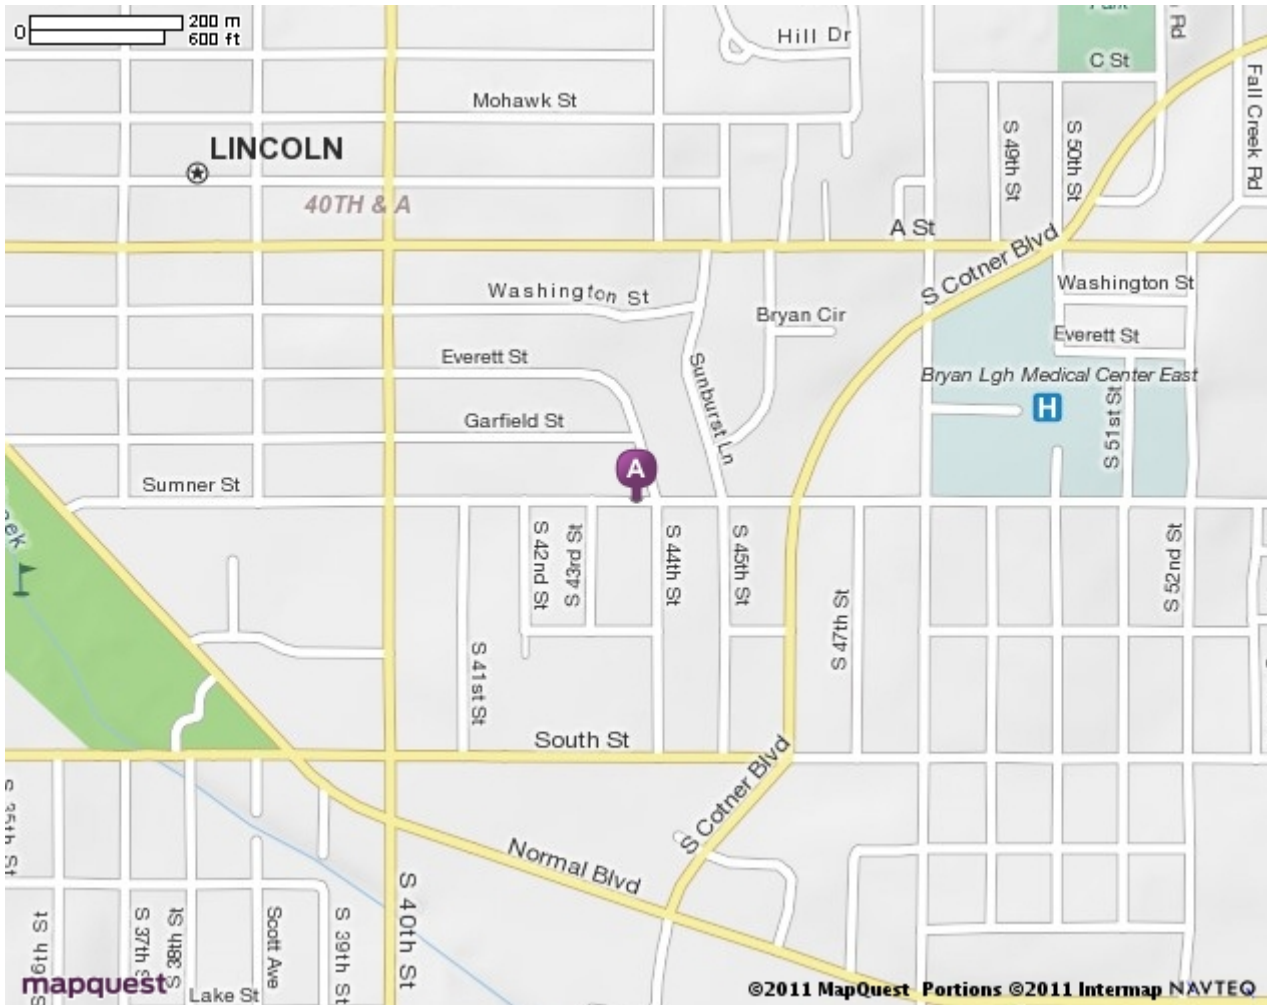 0
200 m
600 ft
Hill Dr
Rd
C St
Fall Creek Rd
Mohawk St
S 49th St
S 50th St
LINCOLN
40TH & A
A St
S Cotner Blvd
Washington St
Washington St
Bryan Cir
Everett St
Everett St
Sunburst Ln
Bryan Lgh Medical Center East
H
Garfield St
S 51st St
A
Sumner St
S 42nd St
S 43rd St
S 44th St
S 45th St
S 52nd St
S 47th St
S 41st St
South St
S Cotner Blvd
Normal Blvd
S 40th St
S 37th S
S 38th St
Scott Ave
S 39th St
Lake St
mapquest
©2011 MapQuest Portions ©2011 Intermap NAVTEQ